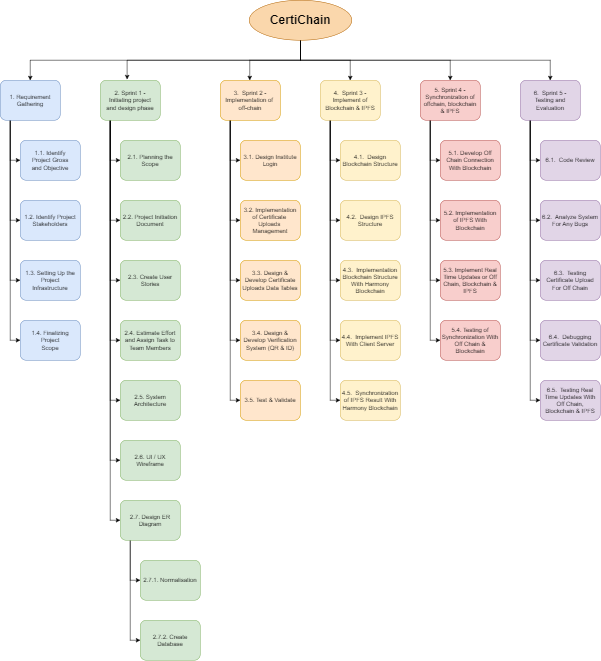 CertiChain
1. Requirement
Gathering
2. Sprint 1 -
Initiating project
and design phase
3. Sprint 2 -
Implementation of
off-chain
4. Sprint 3 -
Implement of
Blockchain & IPFS
5. Sprint 4 -
Synchronization of
offchain, blockchain
& IPFS
6. Sprint 5 -
Testing and
Evaluation
1.1. Identify
Project Gross
and Objective
1.2. Identify Project
Stakeholders
1.3. Setting Up the
Project
Infrastructure
1.4. Finalizing
Project
Scope
2.1. Planning the
Scope
2.2. Project Initiation
Document
2.3. Create User
Stories
2.4. Estimate Effort
and Assign Task to
Team Members
2.5. System
Architecture
2.6. UI / UX
Wireframe
2.7. Design ER
Diagram
2.7.1. Normalisation
2.7.2. Create
Database
3.1. Design Institute
Login
3.2. Implementation
of Certificate
Uploads
Management
3.3. Design &
Develop Certificate
Uploads Data Tables
3.4. Design &
Develop Verification
System (QR & ID)
3.5. Test & Validate
4.1. Design
Blockchain Structure
4.2. Design IPFS
Structure
4.3. Implementation
Blockchain Structure
With Harmony
Blockchain
4.4. Implement IPFS
With Client Server
4.5. Synchronization
of IPFS Result With
Harmony Blockchain
5.1. Develop Off
Chain Connection
With Blockchain
5.2. Implementation
of IPFS With
Blockchain
5.3. Implement Real
Time Updates or Off
Chain, Blockchain &
IPFS
5.4. Testing of
Synchronization With
Off Chain &
Blockchain
6.1. Code Review
6.2. Analyze System
For Any Bugs
6.3. Testing
Certificate Upload
For Off Chain
6.4. Debugging
Certificate Validation
6.5. Testing Real
Time Updates With
Off Chain,
Blockchain & IPFS